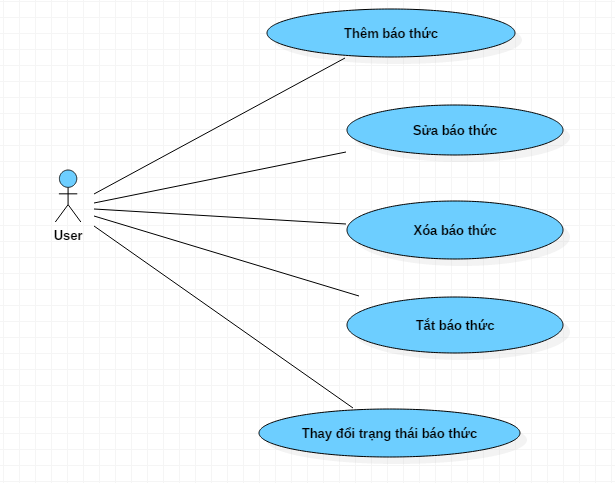 Thêm báo thức
Sửa báo thức
Xóa báo thức
User
Tắt báo thức
Thay đổi trạng thái báo thức